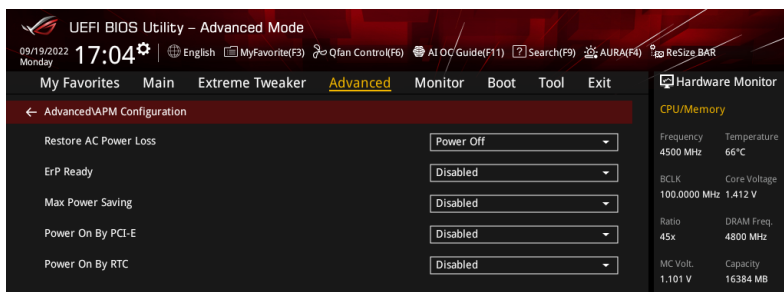 UEFI BIOS Utility – Advanced Mode
09/19/2022 Monday 17:04 English MyFavorite(F3) Qfan Control(F6) AI OC Guide(F11) Search(F9) AURA(F4) ReSize BAR
My Favorites Main Extreme Tweaker Advanced Monitor Boot Tool Exit
Hardware Monitor
← Advanced\APM Configuration
Restore AC Power Loss Power Off
ErP Ready Disabled
Max Power Saving Disabled
Power On By PCI-E Disabled
Power On By RTC Disabled
CPU/Memory
Frequency Temperature
4500 MHz 66°C
BCLK Core Voltage
100.0000 MHz 1.412 V
Ratio DRAM Freq.
45x 4800 MHz
MC Volt. Capacity
1.101 V 16384 MB